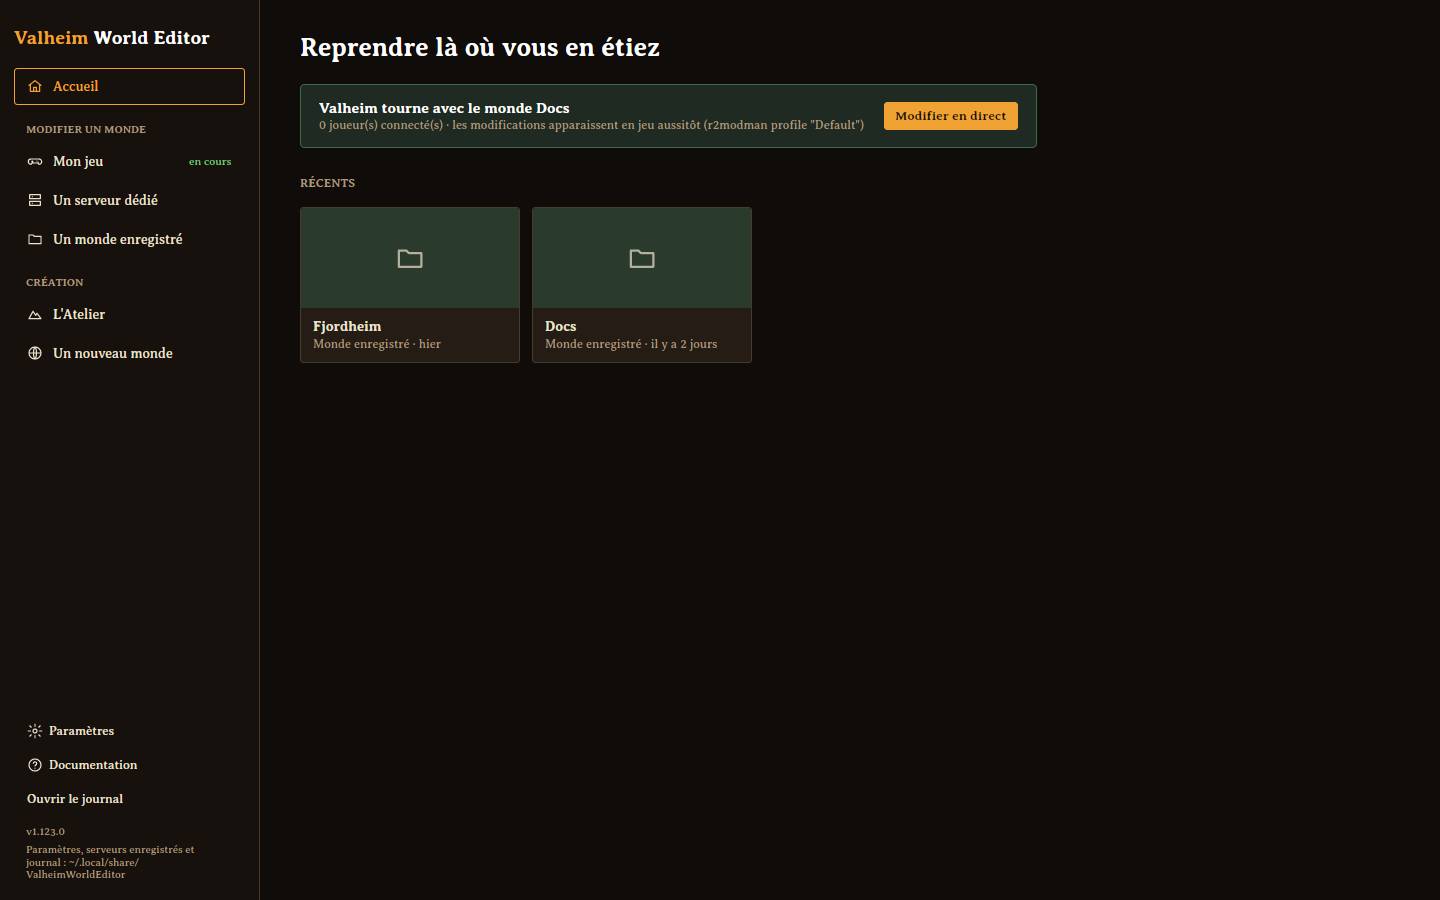 Valheim World Editor
Accueil
MODIFIER UN MONDE
Mon jeu
en cours
Un serveur dédié
Un monde enregistré
CRÉATION
L'Atelier
Un nouveau monde
Paramètres
Documentation
Ouvrir le journal
v1.123.0
Paramètres, serveurs enregistrés et
journal : ~/.local/share/
ValheimWorldEditor
Reprendre là où vous en étiez
Valheim tourne avec le monde Docs
0 joueur(s) connecté(s) · les modifications apparaissent en jeu aussitôt (r2modman profile "Default")
Modifier en direct
RÉCENTS
Fjordheim
Monde enregistré · hier
Docs
Monde enregistré · il y a 2 jours